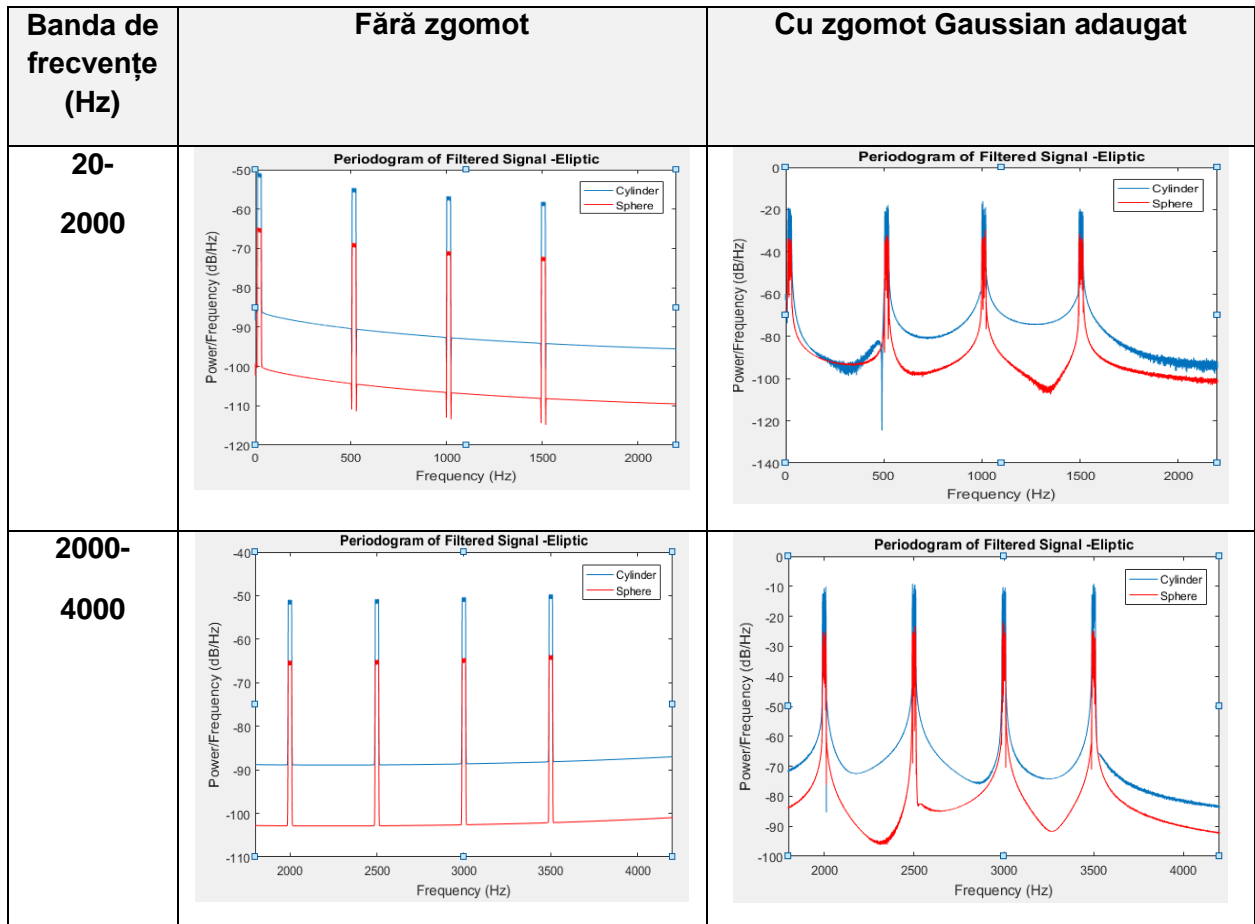 Banda de
frecvențe
(Hz)
Fără zgomot
Cu zgomot Gaussian adaugat
20-
2000
Periodogram of Filtered Signal -Eliptic
Cylinder
Sphere
Power/Frequency (dB/Hz)
-50
-60
-70
-80
-90
-100
-110
-120
0
500
1000
1500
2000
Frequency (Hz)
Periodogram of Filtered Signal -Eliptic
Cylinder
Sphere
Power/Frequency (dB/Hz)
0
-20
-40
-60
-80
-100
-120
-140
0
500
1000
1500
2000
Frequency (Hz)
2000-
4000
Periodogram of Filtered Signal -Eliptic
Cylinder
Sphere
Power/Frequency (dB/Hz)
-40
-50
-60
-70
-80
-90
-100
-110
2000
2500
3000
3500
4000
Frequency (Hz)
Periodogram of Filtered Signal -Eliptic
Cylinder
Sphere
Power/Frequency (dB/Hz)
0
-10
-20
-30
-40
-50
-60
-70
-80
-90
-100
2000
2500
3000
3500
4000
Frequency (Hz)